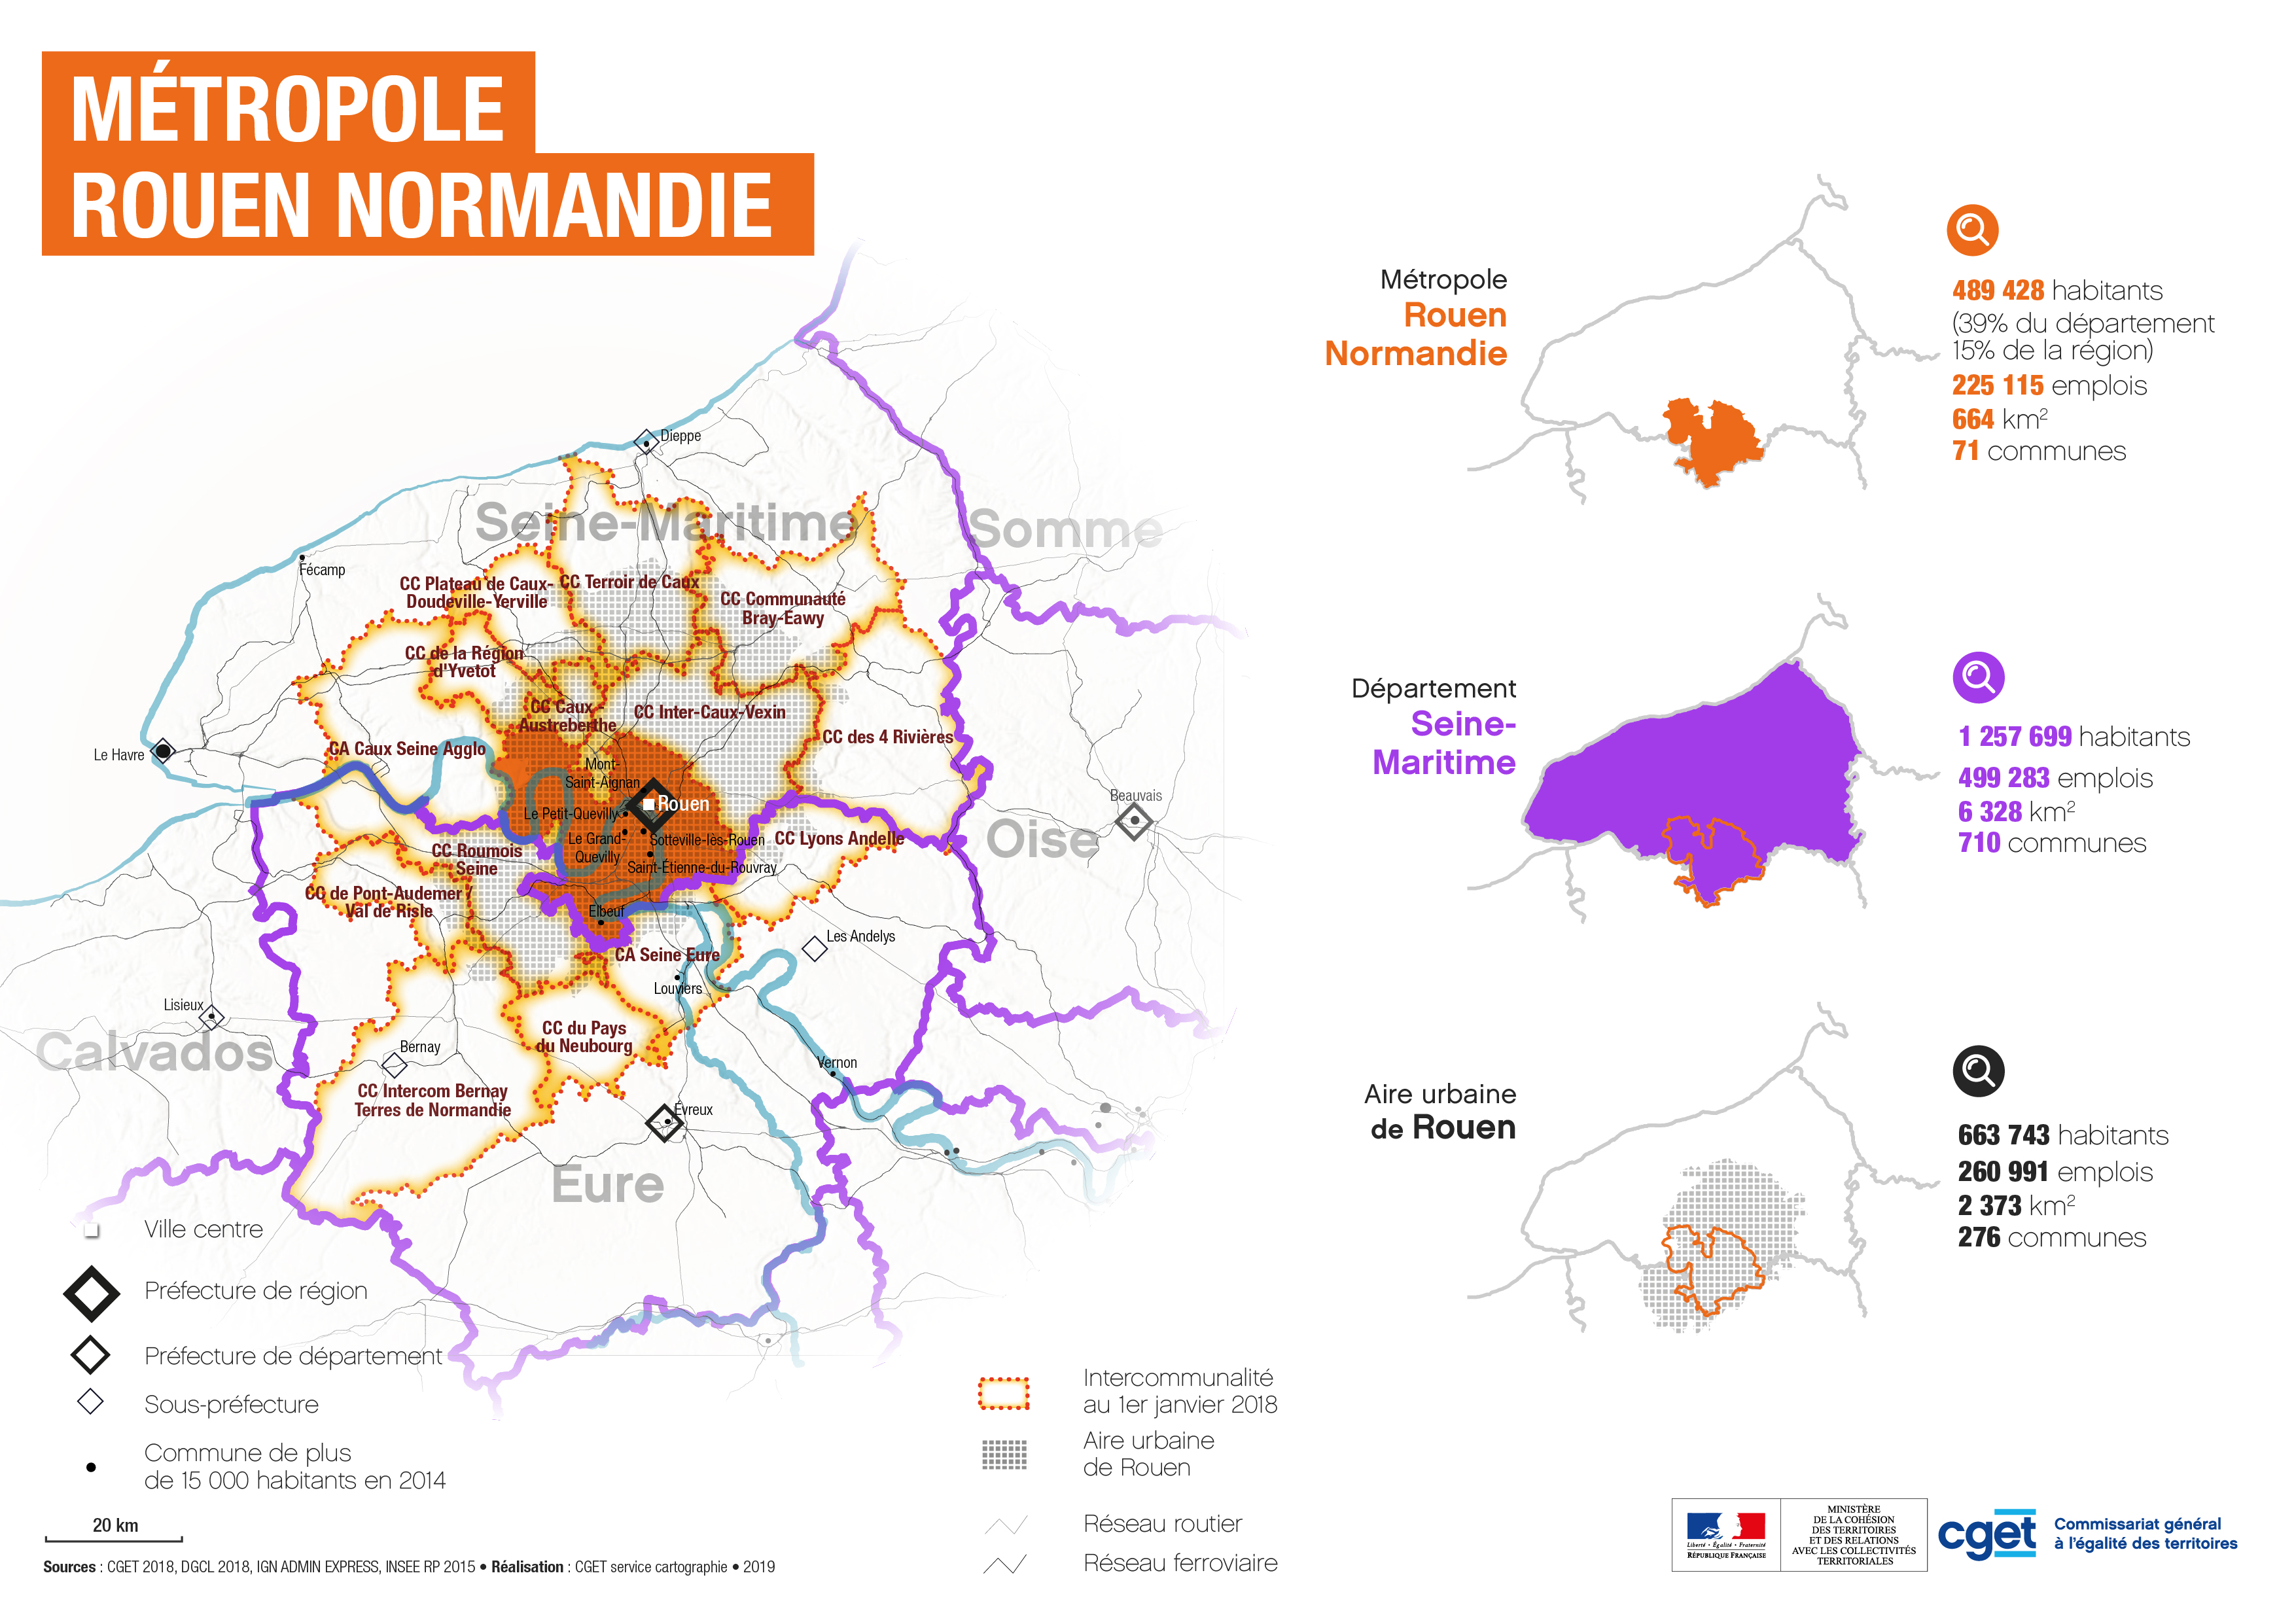 MÉTROPOLE
ROUEN NORMANDIE
Dieppe
Seine-Maritime
Somme
Fécamp
CC Plateau de Caux-
Doudeville-Yerville
CC Terroir de Caux
CC Communauté
Bray-Eawy
CC de la Région
d'Yvetot
CC Caux -
Austreberthe
CC Inter-Caux-Vexin
CC des 4 Rivières
CA Caux Seine Agglo
Le Havre
Mont-
Saint-Aignan
Rouen
Le Petit-Quevilly
Le Grand-
Quevilly
Sotteville-lès-Rouen
Saint-Étienne-du-Rouvray
CC Lyons Andelle
Beauvais
Oise
CC Roumois
Seine
CC de Pont-Audemer /
Val de Risle
Elbeuf
CA Seine Eure
Les Andelys
Louviers
Lisieux
Calvados
CC du Pays
du Neubourg
Bernay
Vernon
CC Intercom Bernay
Terres de Normandie
Évreux
Eure
Ville centre
Préfecture de région
Préfecture de département
Sous-préfecture
Commune de plus
de 15 000 habitants en 2014
20 km
Sources : CGET 2018, DGCL 2018, IGN ADMIN EXPRESS, INSEE RP 2015 • Réalisation : CGET service cartographie • 2019
Intercommunalité
au 1er janvier 2018
Aire urbaine
de Rouen
Réseau routier
Réseau ferroviaire
Métropole
Rouen
Normandie
489 428 habitants
(39% du département
15% de la région)
225 115 emplois
664 km²
71 communes
Département
Seine-
Maritime
1 257 699 habitants
499 283 emplois
6 328 km²
710 communes
Aire urbaine
de Rouen
663 743 habitants
260 991 emplois
2 373 km²
276 communes
Liberté • Égalité • Fraternité
RÉPUBLIQUE FRANÇAISE
MINISTÈRE
DE LA COHÉSION
DES TERRITOIRES
ET DES RELATIONS
AVEC LES COLLECTIVITÉS
TERRITORIALES
cget
Commissariat général
à l'égalité des territoires